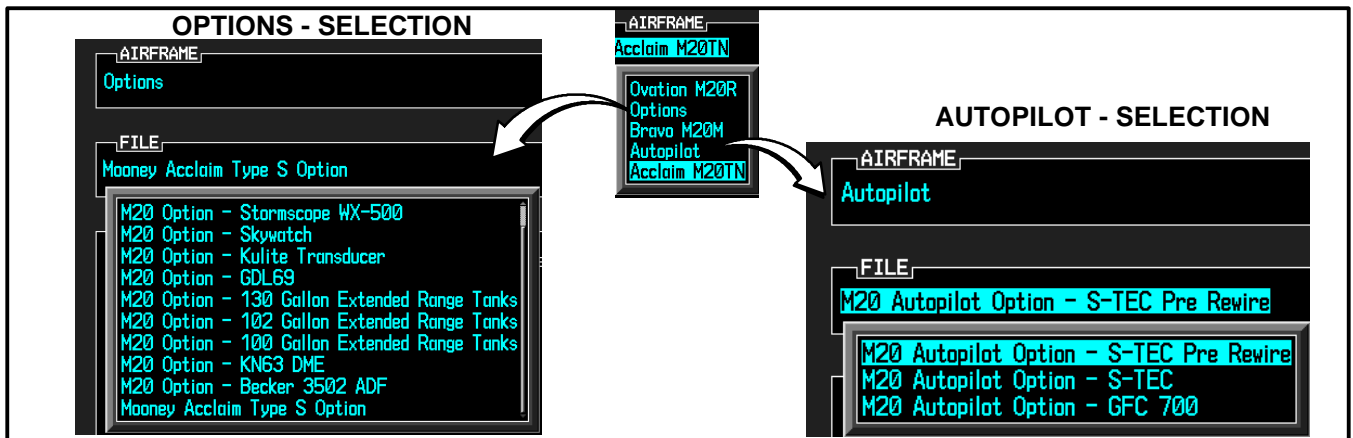 OPTIONS - SELECTION
AIRFRAME
Options
FILE
Mooney Acclaim Type S Option
M20 Option - Stormscope WX-500
M20 Option - Skywatch
M20 Option - Kulite Transducer
M20 Option - GDL69
M20 Option - 130 Gallon Extended Range Tanks
M20 Option - 102 Gallon Extended Range Tanks
M20 Option - 100 Gallon Extended Range Tanks
M20 Option - KN63 DME
M20 Option - Becker 3502 ADF
Mooney Acclaim Type S Option
AIRFRAME
Acclaim M20TN
Ovation M20R
Options
Bravo M20M
Autopilot
Acclaim M20TN
AUTOPILOT - SELECTION
AIRFRAME
Autopilot
FILE
M20 Autopilot Option - S-TEC Pre Rewire
M20 Autopilot Option - S-TEC Pre Rewire
M20 Autopilot Option - S-TEC
M20 Autopilot Option - GFC 700